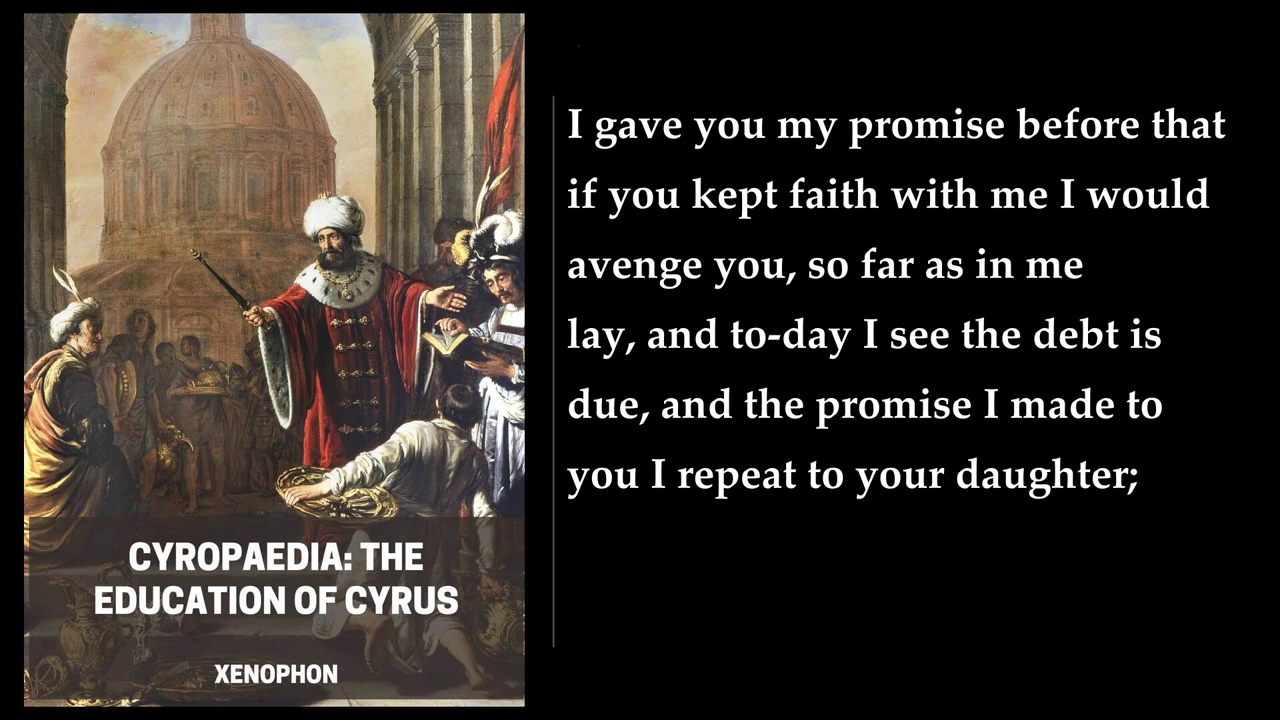 CYROPAEDIA: THE
EDUCATION OF CYRUS
XENOPHON
I gave you my promise before that
if you kept faith with me I would
avenge you, so far as in me
lay, and to-day I see the debt is
due, and the promise I made to
you I repeat to your daughter;